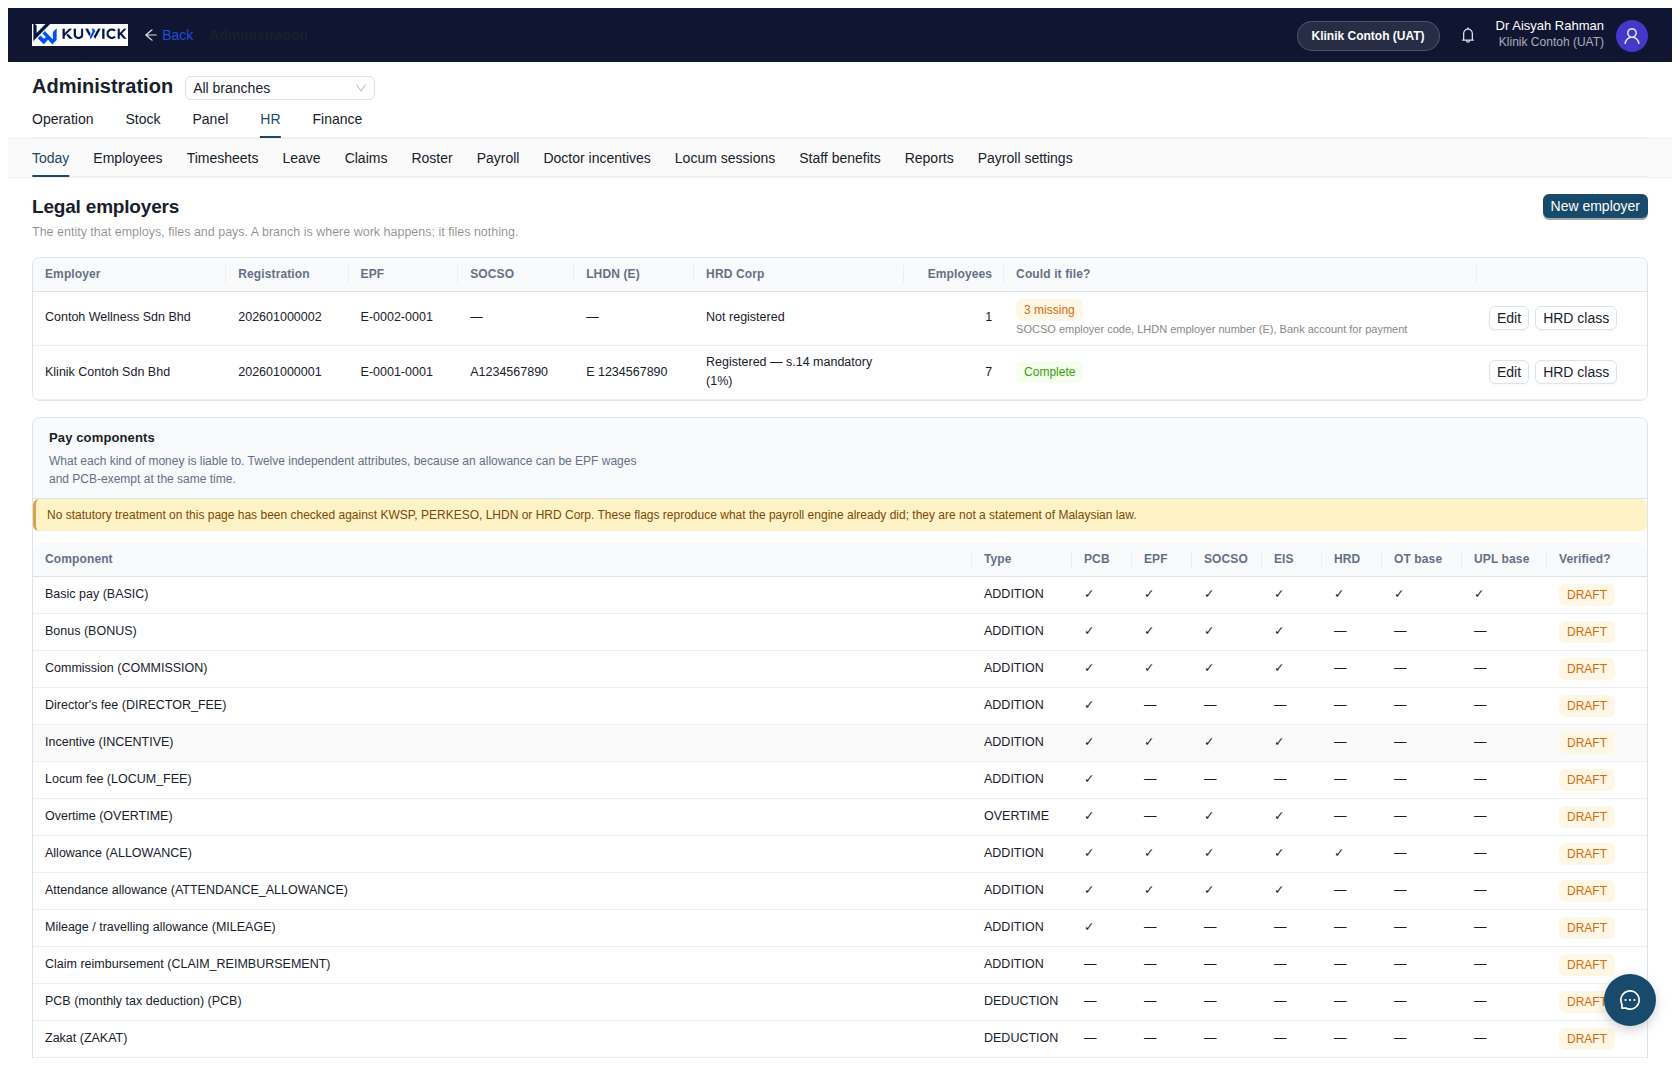 KUWICK
Back Administration
Klinik Contoh (UAT)
Dr Aisyah Rahman
Klinik Contoh (UAT)
Administration
All branches
Operation Stock Panel HR Finance
Today Employees Timesheets Leave Claims Roster Payroll Doctor incentives Locum sessions Staff benefits Reports Payroll settings
Legal employers
New employer
The entity that employs, files and pays. A branch is where work happens; it files nothing.
Employer Registration EPF SOCSO LHDN (E) HRD Corp Employees Could it file?
Contoh Wellness Sdn Bhd 202601000002 E-0002-0001 — — Not registered 1 3 missing
SOCSO employer code, LHDN employer number (E), Bank account for payment
Edit HRD class
Klinik Contoh Sdn Bhd 202601000001 E-0001-0001 A1234567890 E 1234567890 Registered — s.14 mandatory
(1%)
7 Complete Edit HRD class
Pay components
What each kind of money is liable to. Twelve independent attributes, because an allowance can be EPF wages
and PCB-exempt at the same time.
No statutory treatment on this page has been checked against KWSP, PERKESO, LHDN or HRD Corp. These flags reproduce what the payroll engine already did; they are not a statement of Malaysian law.
Component Type PCB EPF SOCSO EIS HRD OT base UPL base Verified?
Basic pay (BASIC) ADDITION ✓ ✓ ✓ ✓ ✓ ✓ ✓ DRAFT
Bonus (BONUS) ADDITION ✓ ✓ ✓ ✓ — — — DRAFT
Commission (COMMISSION) ADDITION ✓ ✓ ✓ ✓ — — — DRAFT
Director's fee (DIRECTOR_FEE) ADDITION ✓ — — — — — — DRAFT
Incentive (INCENTIVE) ADDITION ✓ ✓ ✓ ✓ — — — DRAFT
Locum fee (LOCUM_FEE) ADDITION ✓ — — — — — — DRAFT
Overtime (OVERTIME) OVERTIME ✓ — ✓ ✓ — — — DRAFT
Allowance (ALLOWANCE) ADDITION ✓ ✓ ✓ ✓ ✓ — — DRAFT
Attendance allowance (ATTENDANCE_ALLOWANCE) ADDITION ✓ ✓ ✓ ✓ — — — DRAFT
Mileage / travelling allowance (MILEAGE) ADDITION ✓ — — — — — — DRAFT
Claim reimbursement (CLAIM_REIMBURSEMENT) ADDITION — — — — — — — DRAFT
PCB (monthly tax deduction) (PCB) DEDUCTION — — — — — — — DRAFT
Zakat (ZAKAT) DEDUCTION — — — — — — — DRAFT